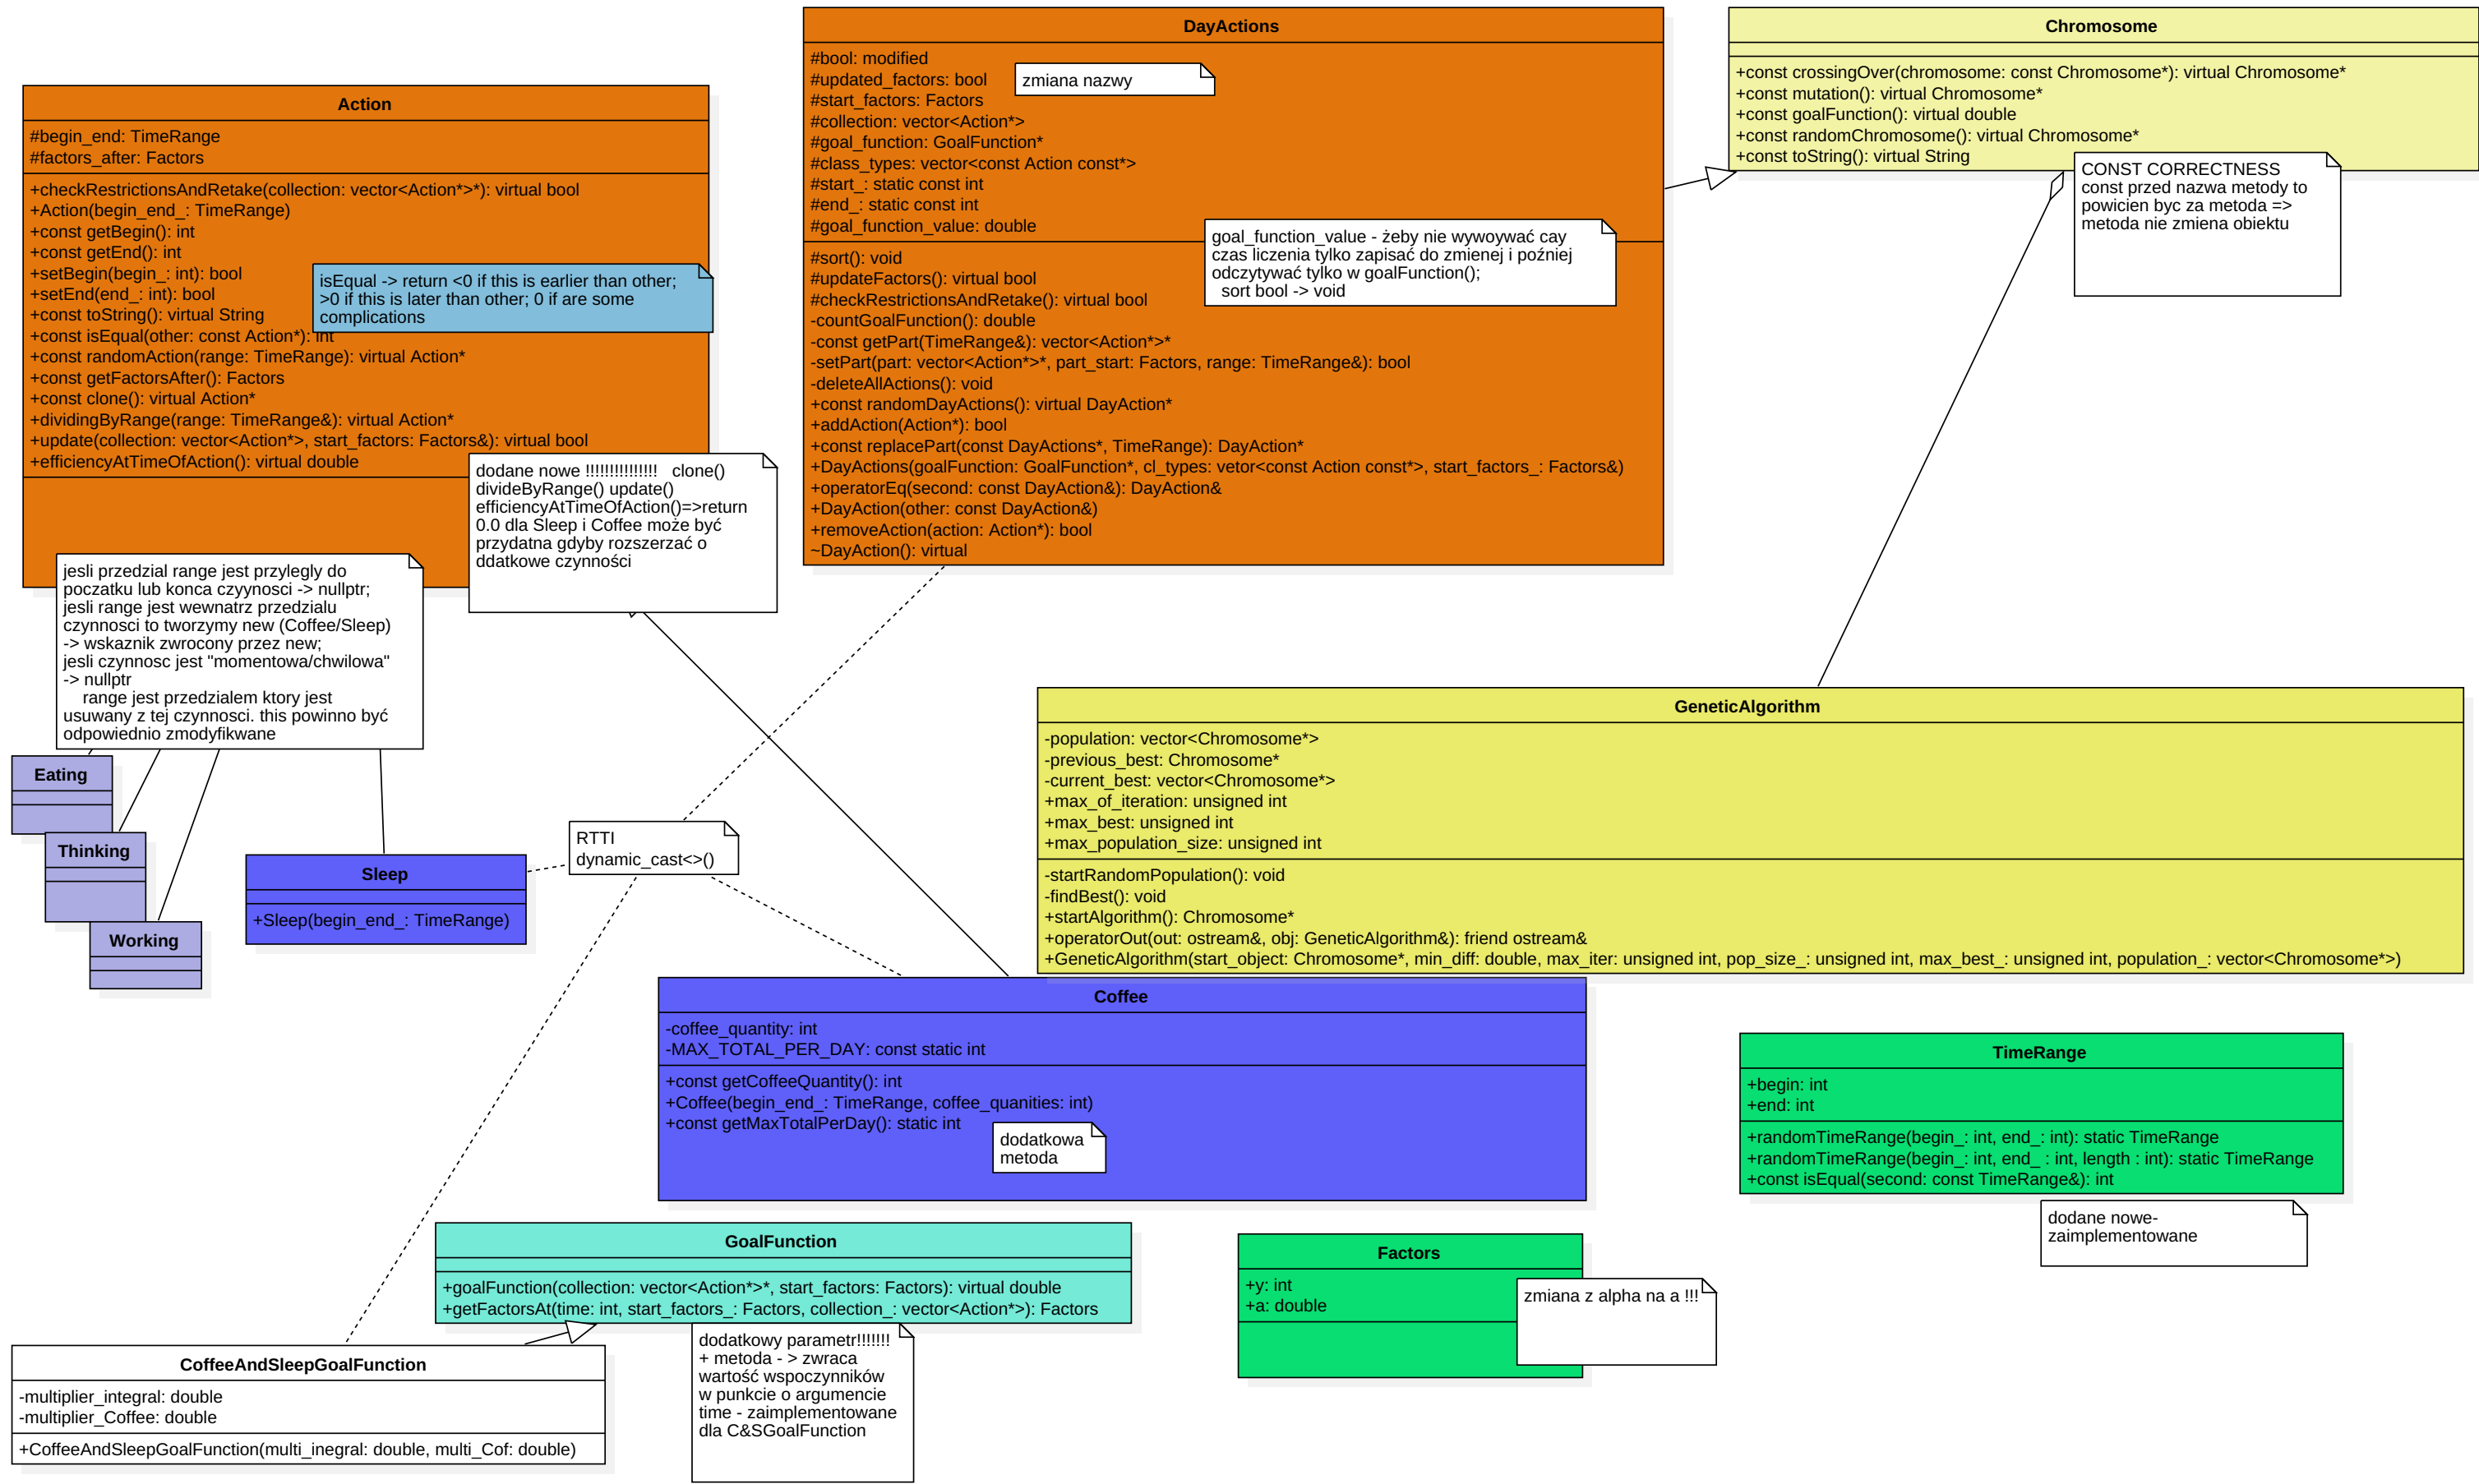 DayActions
#bool: modified
#updated_factors: bool
#start_factors: Factors
#collection: vector<Action*>
#goal_function: GoalFunction*
#class_types: vector<const Action const*>
#start_: static const int
#end_: static const int
#goal_function_value: double
zmiana nazwy
goal_function_value - żeby nie wywoywać cay
czas liczenia tylko zapisać do zmienej i poźniej
odczytywać tylko w goalFunction();
sort bool -> void
#sort(): void
#updateFactors(): virtual bool
#checkRestrictionsAndRetake(): virtual bool
-countGoalFunction(): double
-const getPart(TimeRange&): vector<Action*>*
-setPart(part: vector<Action*>*, part_start: Factors, range: TimeRange&): bool
-deleteAllActions(): void
+const randomDayActions(): virtual DayAction*
+addAction(Action*): bool
+const replacePart(const DayActions*, TimeRange): DayAction*
+DayActions(goalFunction: GoalFunction*, cl_types: vetor<const Action const*>, start_factors_: Factors&)
+operatorEq(second: const DayAction&): DayAction&
+DayAction(other: const DayAction&)
+removeAction(action: Action*): bool
~DayAction(): virtual
Chromosome
+const crossingOver(chromosome: const Chromosome*): virtual Chromosome*
+const mutation(): virtual Chromosome*
+const goalFunction(): virtual double
+const randomChromosome(): virtual Chromosome*
+const toString(): virtual String
CONST CORRECTNESS
const przed nazwa metody to
powicien byc za metoda =>
metoda nie zmiena obiektu
Action
#begin_end: TimeRange
#factors_after: Factors
+checkRestrictionsAndRetake(collection: vector<Action*>*): virtual bool
+Action(begin_end_: TimeRange)
+const getBegin(): int
+const getEnd(): int
+setBegin(begin_: int): bool
+setEnd(end_: int): bool
+const toString(): virtual String
+const isEqual(other: const Action*): int
+const randomAction(range: TimeRange): virtual Action*
+const getFactorsAfter(): Factors
+const clone(): virtual Action*
+dividingByRange(range: TimeRange&): virtual Action*
+update(collection: vector<Action*>, start_factors: Factors&): virtual bool
+efficiencyAtTimeOfAction(): virtual double
isEqual -> return <0 if this is earlier than other;
>0 if this is later than other; 0 if are some
complications
dodane nowe !!!!!!!!!!!!!!! clone()
divideByRange() update()
efficiencyAtTimeOfAction()=>return
0.0 dla Sleep i Coffee może być
przydatna gdyby rozszerzać o
ddatkowe czynności
jesli przedzial range jest przylegly do
poczatku lub konca czyynosci -> nullptr;
jesli range jest wewnatrz przedzialu
czynnosci to tworzymy new (Coffee/Sleep)
-> wskaznik zwrocony przez new;
jesli czynnosc jest "momentowa/chwilowa"
-> nullptr
range jest przedzialem ktory jest
usuwany z tej czynnosci. this powinno być
odpowiednio zmodyfikwane
Eating
Thinking
Working
Sleep
+Sleep(begin_end_: TimeRange)
RTTI
dynamic_cast<>()
GeneticAlgorithm
-population: vector<Chromosome*>
-previous_best: Chromosome*
-current_best: vector<Chromosome*>
+max_of_iteration: unsigned int
+max_best: unsigned int
+max_population_size: unsigned int
-startRandomPopulation(): void
-findBest(): void
+startAlgorithm(): Chromosome*
+operatorOut(out: ostream&, obj: GeneticAlgorithm&): friend ostream&
+GeneticAlgorithm(start_object: Chromosome*, min_diff: double, max_iter: unsigned int, pop_size_: unsigned int, max_best_: unsigned int, population_: vector<Chromosome*>)
Coffee
-coffee_quantity: int
-MAX_TOTAL_PER_DAY: const static int
+const getCoffeeQuantity(): int
+Coffee(begin_end_: TimeRange, coffee_quanities: int)
+const getMaxTotalPerDay(): static int
dodatkowa
metoda
TimeRange
+begin: int
+end: int
+randomTimeRange(begin_: int, end_: int): static TimeRange
+randomTimeRange(begin_: int, end_ : int, length : int): static TimeRange
+const isEqual(second: const TimeRange&): int
dodane nowe-
zaimplementowane
GoalFunction
+goalFunction(collection: vector<Action*>*, start_factors: Factors): virtual double
+getFactorsAt(time: int, start_factors_: Factors, collection_: vector<Action*>): Factors
dodatkowy parametr!!!!!!!
+ metoda - > zwraca
wartość wspoczynników
w punkcie o argumencie
time - zaimplementowane
dla C&SGoalFunction
Factors
+y: int
+a: double
zmiana z alpha na a !!!
CoffeeAndSleepGoalFunction
-multiplier_integral: double
-multiplier_Coffee: double
+CoffeeAndSleepGoalFunction(multi_inegral: double, multi_Cof: double)